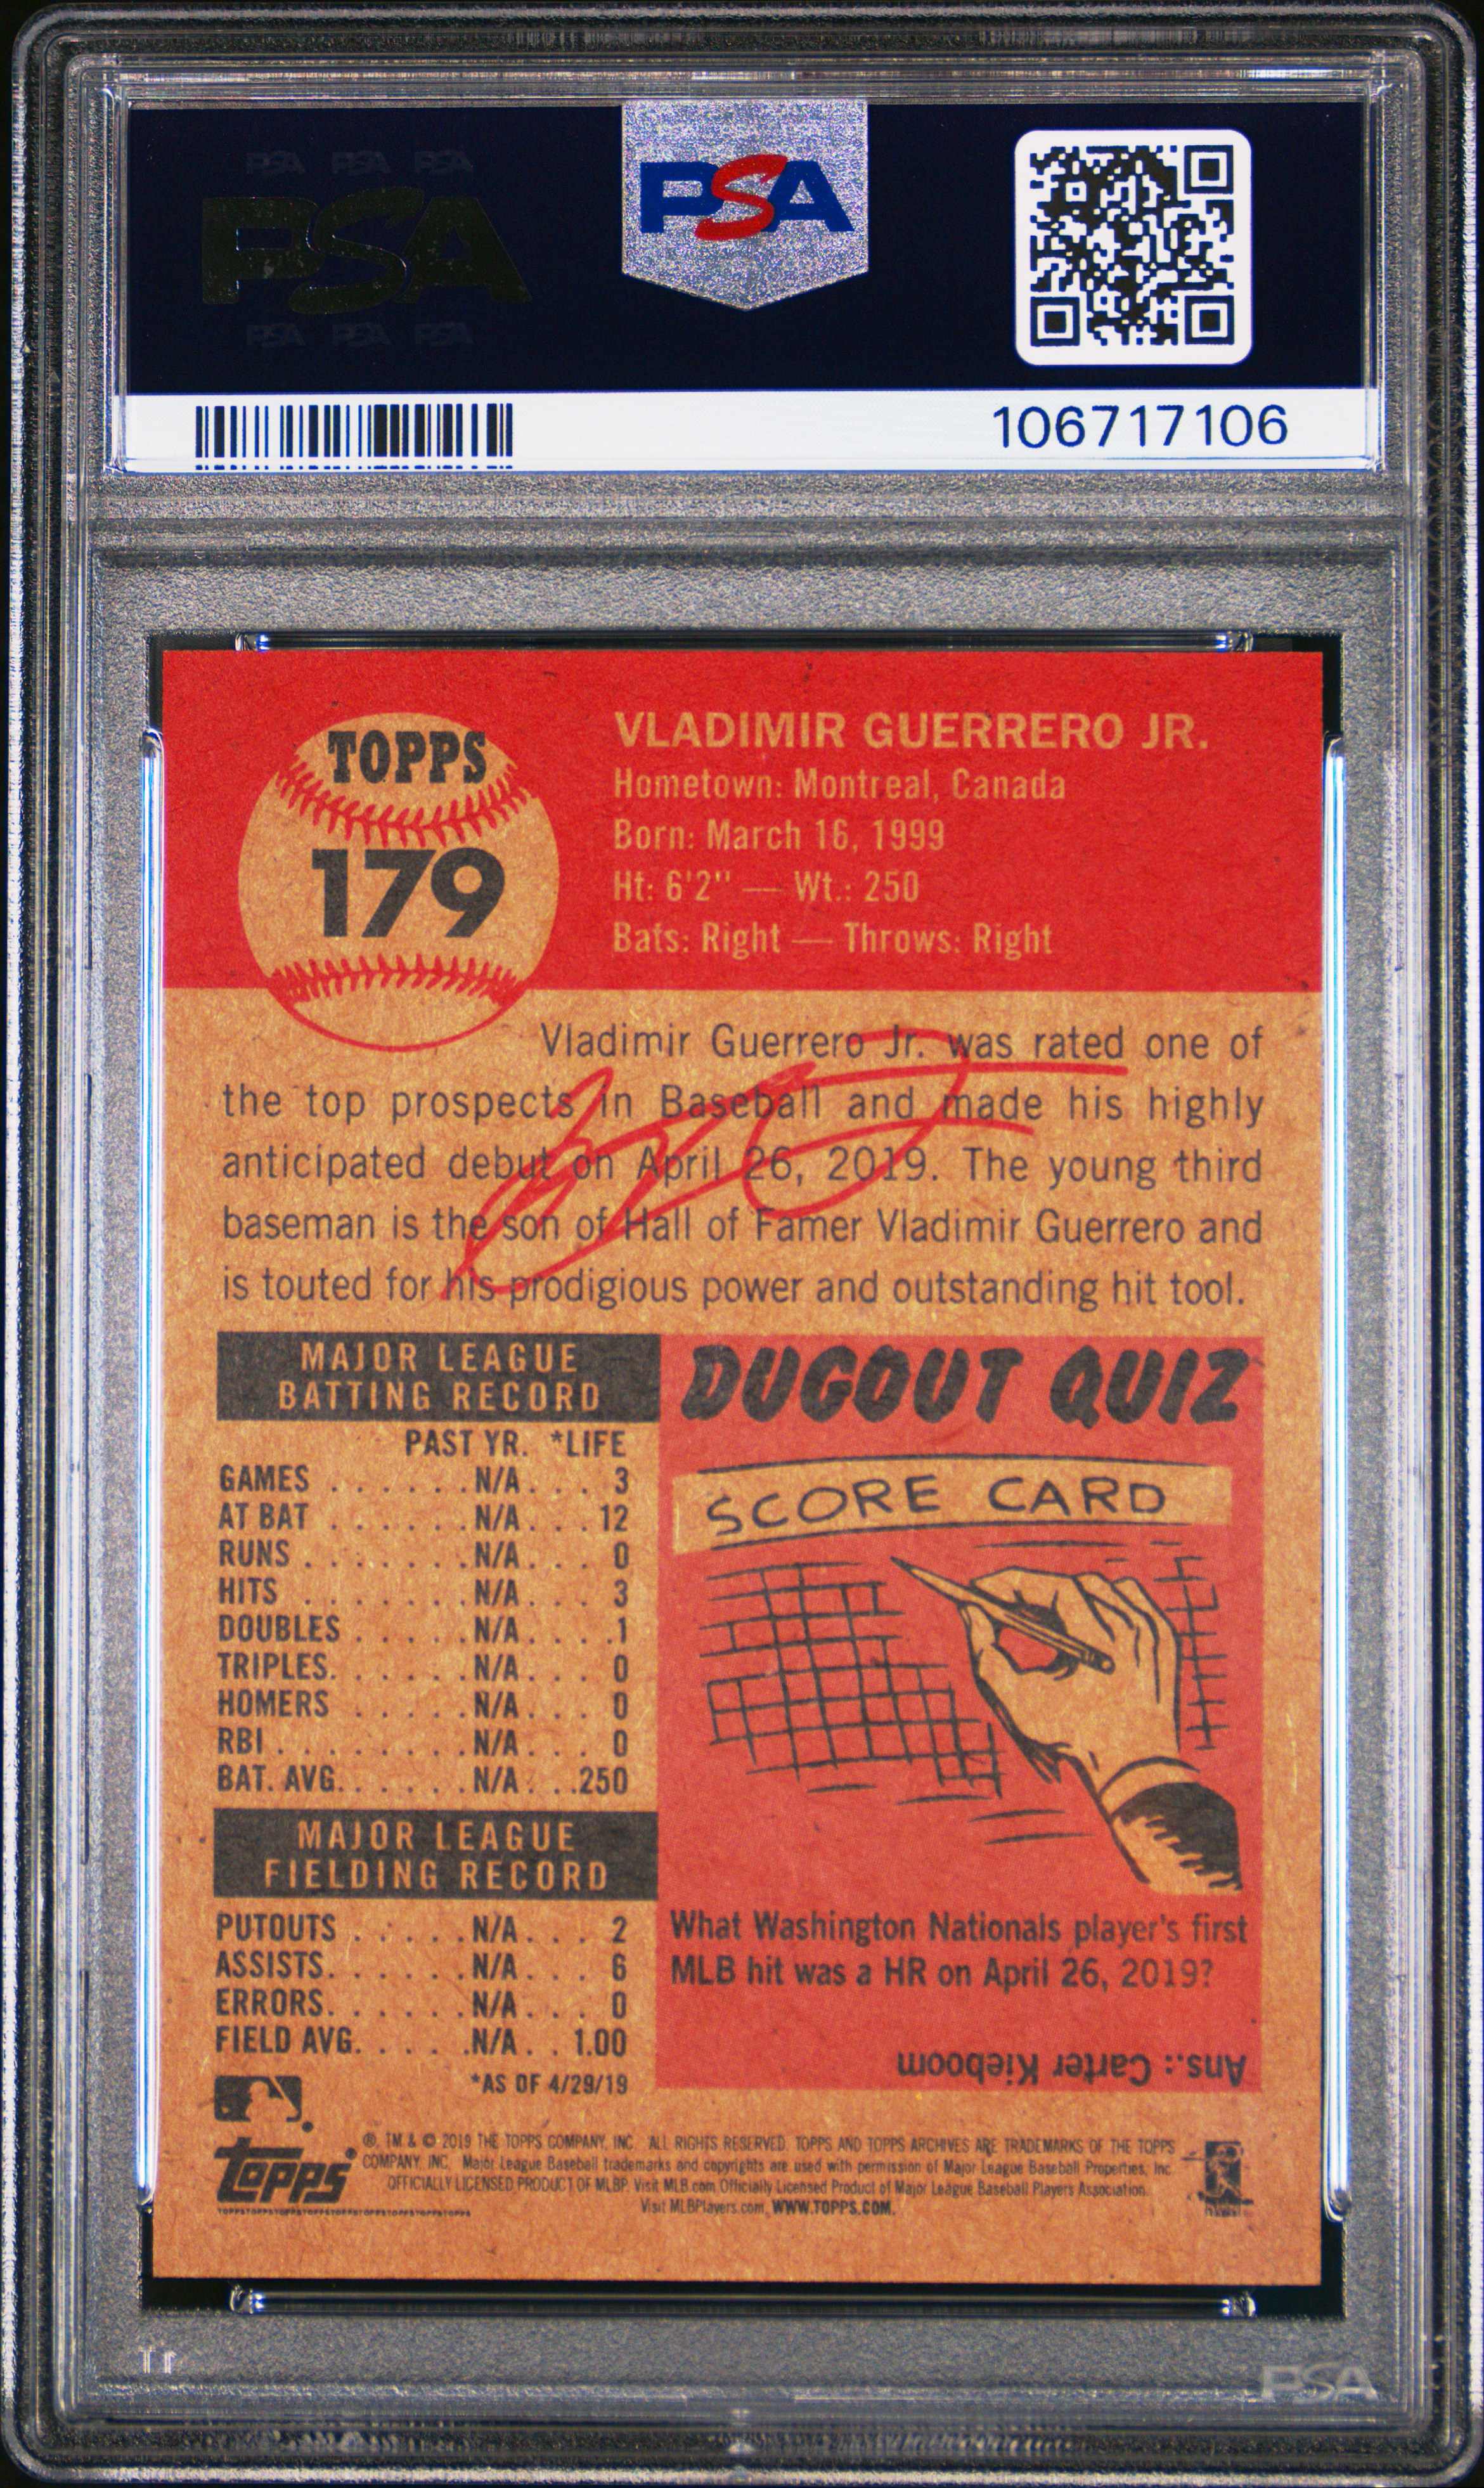 PSA PSA PSA
PSA
PSA PSA PSA
PSA
106717106
TOPPS
179
VLADIMIR GUERRERO JR.
Hometown: Montreal, Canada
Born: March 16, 1999
Ht: 6'2" — Wt.: 250
Bats: Right — Throws: Right
Vladimir Guerrero Jr. was rated one of
the top prospects in Baseball and made his highly
anticipated debut on April 26, 2019. The young third
baseman is the son of Hall of Famer Vladimir Guerrero and
is touted for his prodigious power and outstanding hit tool.
MAJOR LEAGUE
BATTING RECORD
PAST YR. *LIFE
GAMES . . . . . . . N/A . . . 3
AT BAT . . . . . . . N/A . . . 12
RUNS . . . . . . . . N/A . . . 0
HITS . . . . . . . . N/A . . . 3
DOUBLES . . . . . . N/A . . . . 1
TRIPLES. . . . . . . N/A . . . 0
HOMERS . . . . . . N/A . . . 0
RBI . . . . . . . . . N/A . . . 0
BAT. AVG. . . . . . . N/A . . .250
MAJOR LEAGUE
FIELDING RECORD
PUTOUTS . . . . . . N/A . . . 2
ASSISTS. . . . . . . N/A . . . 6
ERRORS. . . . . . . N/A . . . 0
FIELD AVG. . . . . . N/A . . 1.00
*AS OF 4/29/19
DUGOUT QUIZ
SCORE CARD
What Washington Nationals player's first
MLB hit was a HR on April 26, 2019?
Ans.: Carter Kieboom
topps
®, TM & © 2019 THE TOPPS COMPANY, INC. ALL RIGHTS RESERVED. TOPPS AND TOPPS ARCHIVES ARE TRADEMARKS OF THE TOPPS
COMPANY, INC. Major League Baseball trademarks and copyrights are used with permission of Major League Baseball Properties, Inc.
OFFICIALLY LICENSED PRODUCT OF MLBP. Visit MLB.com Officially Licensed Product of Major League Baseball Players Association.
Visit MLBPlayers.com, WWW.TOPPS.COM.
PSA